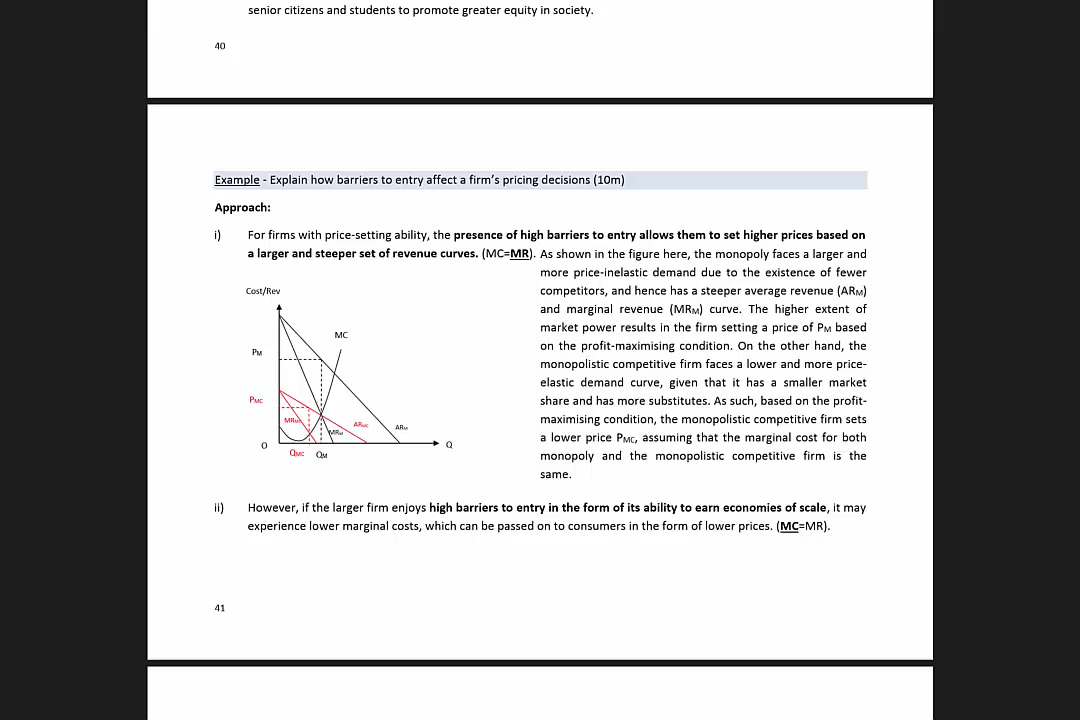 senior citizens and students to promote greater equity in society.
40
Example - Explain how barriers to entry affect a firm's pricing decisions (10m)
Approach:
i) For firms with price-setting ability, the presence of high barriers to entry allows them to set higher prices based on
a larger and steeper set of revenue curves. (MC=MR). As shown in the figure here, the monopoly faces a larger and
more price-inelastic demand due to the existence of fewer
competitors, and hence has a steeper average revenue (ARM)
and marginal revenue (MRM) curve. The higher extent of
market power results in the firm setting a price of PM based
on the profit-maximising condition. On the other hand, the
monopolistic competitive firm faces a lower and more price-
elastic demand curve, given that it has a smaller market
share and has more substitutes. As such, based on the profit-
maximising condition, the monopolistic competitive firm sets
a lower price PMC, assuming that the marginal cost for both
monopoly and the monopolistic competitive firm is the
same.
Cost/Rev
MC
PM
PMC
MRMC
MRM
ARMC
ARM
O
Q
QMC
QM
ii) However, if the larger firm enjoys high barriers to entry in the form of its ability to earn economies of scale, it may
experience lower marginal costs, which can be passed on to consumers in the form of lower prices. (MC=MR).
41